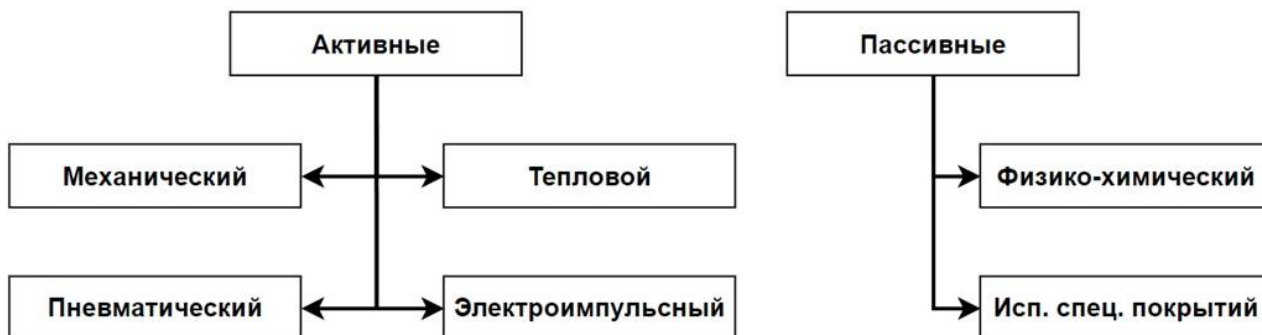 Активные
Пассивные
Механический
Тепловой
Физико-химический
Пневматический
Электроимпульсный
Исп. спец. покрытий